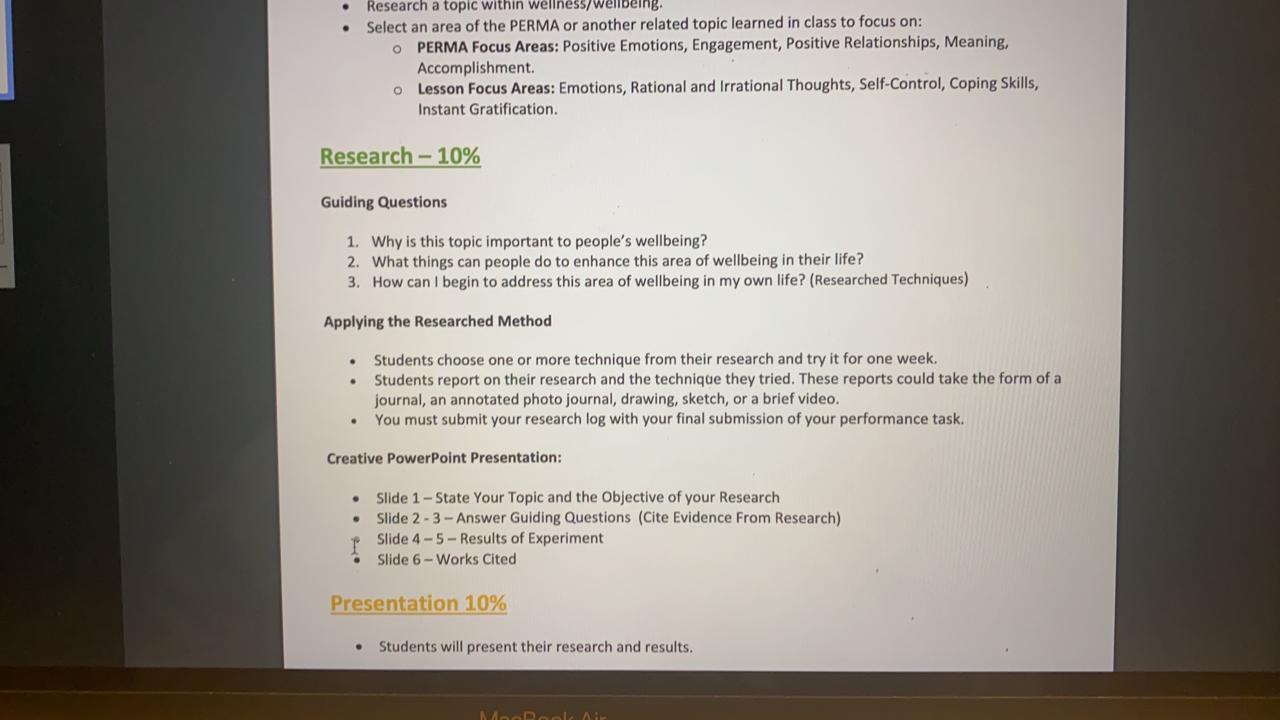 • Research a topic within wellness/wellbeing.
• Select an area of the PERMA or another related topic learned in class to focus on:
o PERMA Focus Areas: Positive Emotions, Engagement, Positive Relationships, Meaning,
Accomplishment.
o Lesson Focus Areas: Emotions, Rational and Irrational Thoughts, Self-Control, Coping Skills,
Instant Gratification.
Research – 10%
Guiding Questions
1. Why is this topic important to people's wellbeing?
2. What things can people do to enhance this area of wellbeing in their life?
3. How can I begin to address this area of wellbeing in my own life? (Researched Techniques)
Applying the Researched Method
• Students choose one or more technique from their research and try it for one week.
• Students report on their research and the technique they tried. These reports could take the form of a
journal, an annotated photo journal, drawing, sketch, or a brief video.
• You must submit your research log with your final submission of your performance task.
Creative PowerPoint Presentation:
• Slide 1 – State Your Topic and the Objective of your Research
• Slide 2 - 3 – Answer Guiding Questions (Cite Evidence From Research)
• Slide 4 – 5 – Results of Experiment
• Slide 6 – Works Cited
Presentation 10%
• Students will present their research and results.
MacBook Air